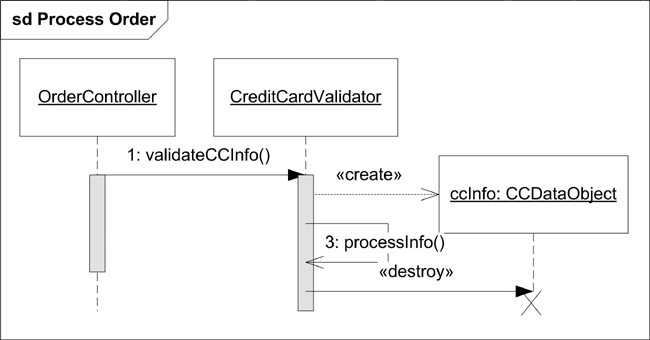 sd Process Order
OrderController
CreditCardValidator
1: validateCCInfo()
«create»
ccInfo: CCDataObject
3: processInfo()
«destroy»